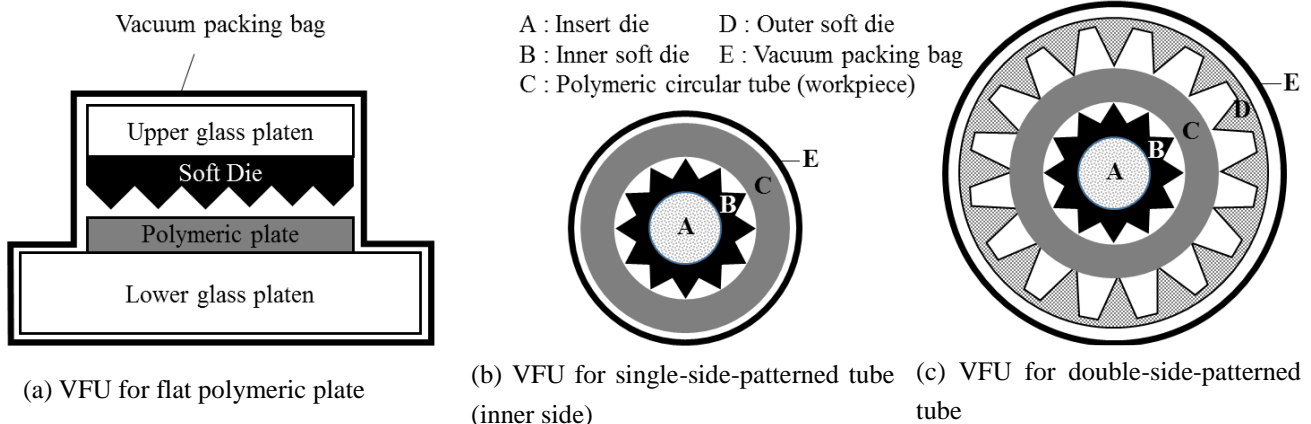 Vacuum packing bag
Upper glass platen
Soft Die
Polymeric plate
Lower glass platen
(a) VFU for flat polymeric plate
A : Insert die D : Outer soft die
B : Inner soft die E : Vacuum packing bag
C : Polymeric circular tube (workpiece)
E
C
B
A
(b) VFU for single-side-patterned tube
(inner side)
E
D
C
B
A
(c) VFU for double-side-patterned
tube